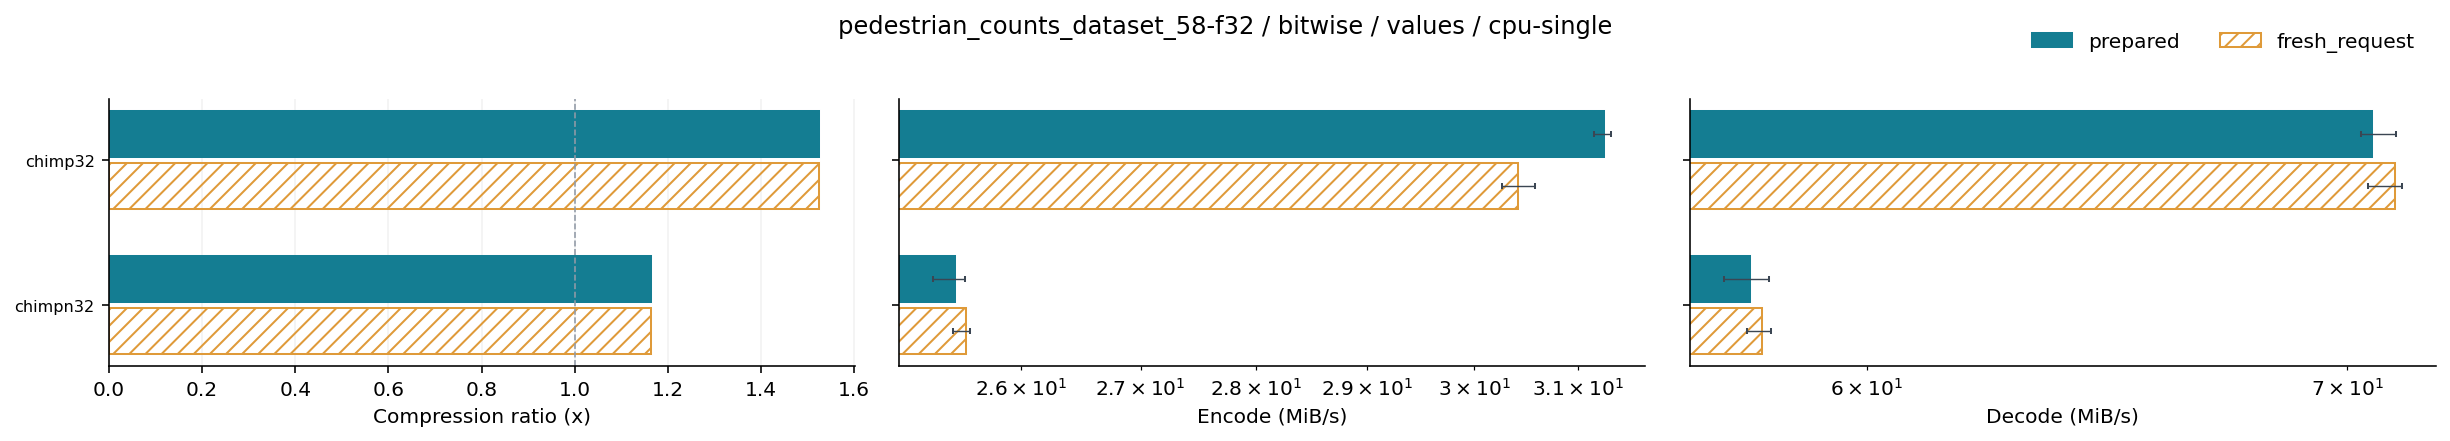 pedestrian_counts_dataset_58-f32 / bitwise / values / cpu-single
prepared
fresh_request
chimp32
chimpn32
0.0 0.2 0.4 0.6 0.8 1.0 1.2 1.4 1.6
Compression ratio (x)
2.6 × 10¹ 2.7 × 10¹ 2.8 × 10¹ 2.9 × 10¹ 3 × 10¹ 3.1 × 10¹
Encode (MiB/s)
6 × 10¹ 7 × 10¹
Decode (MiB/s)